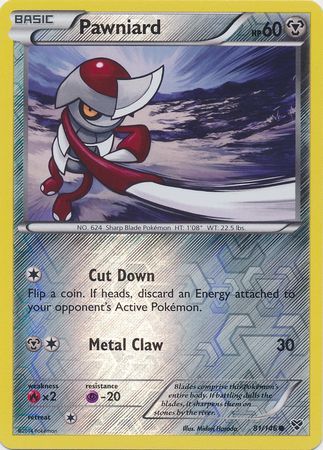 BASIC
Pawniard
HP60
NO. 624 Sharp Blade Pokémon HT: 1'08" WT: 22.5 lbs.
Cut Down
Flip a coin. If heads, discard an Energy attached to
your opponent's Active Pokémon.
Metal Claw 30
weakness resistance
×2 -20
retreat
Blades comprise this Pokémon's
entire body. If battling dulls
the blades, it sharpens them on
stones by the river.
©2014 Pokémon
Illus. Midori Harada
81/146
XY